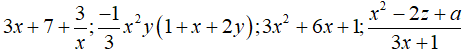 3x + 7 + 3/x; -1/3 x²y(1 + x + 2y); 3x² + 6x + 1; (x² − 2z + a)/(3x + 1)